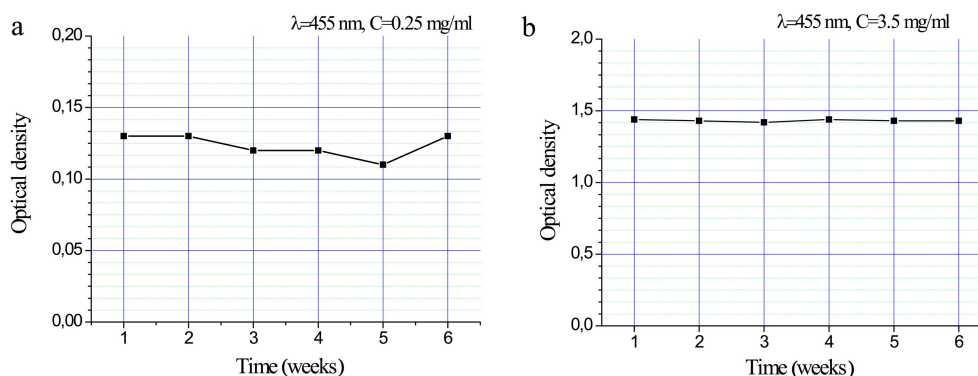 a
λ=455 nm, C=0.25 mg/ml
0,20
0,15
0,10
0,05
0,00
Optical density
1 2 3 4 5 6
Time (weeks)
b
λ=455 nm, C=3.5 mg/ml
2,0
1,5
1,0
0,5
0,0
Optical density
1 2 3 4 5 6
Time (weeks)